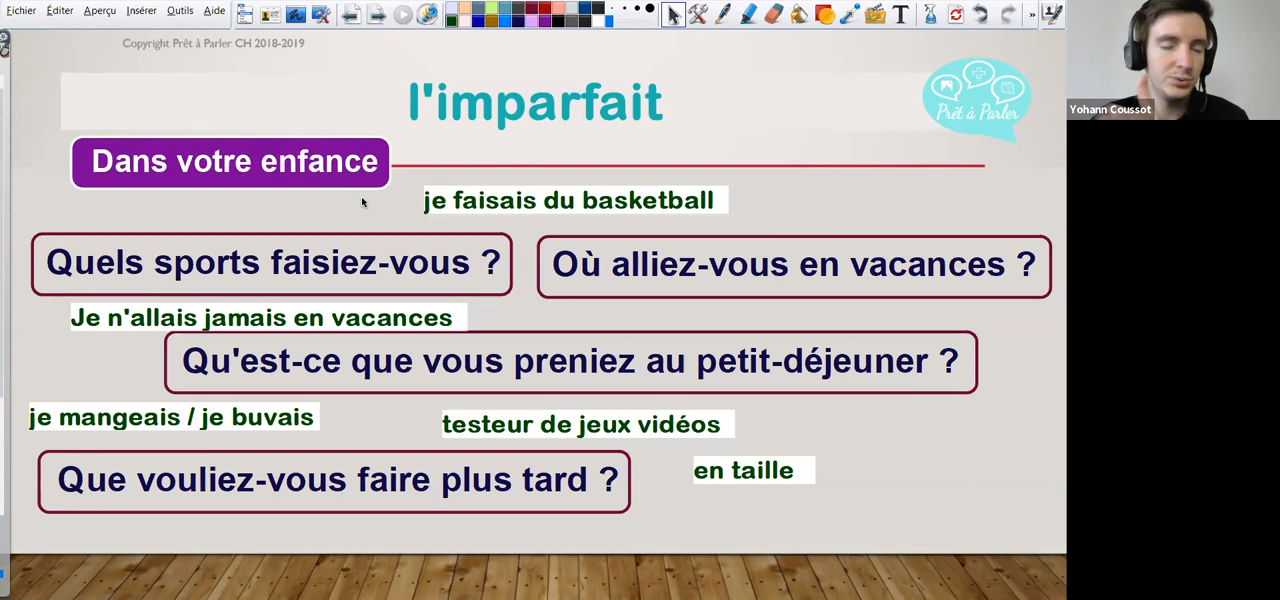 Fichier Éditer Aperçu Insérer Outils Aide
»
Copyright Prêt à Parler CH 2018-2019
l'imparfait
Prêt à Parler
Yohann Coussot
Dans votre enfance
je faisais du basketball
Quels sports faisiez-vous ?
Où alliez-vous en vacances ?
Je n'allais jamais en vacances
Qu'est-ce que vous preniez au petit-déjeuner ?
je mangeais / je buvais
testeur de jeux vidéos
en taille
Que vouliez-vous faire plus tard ?